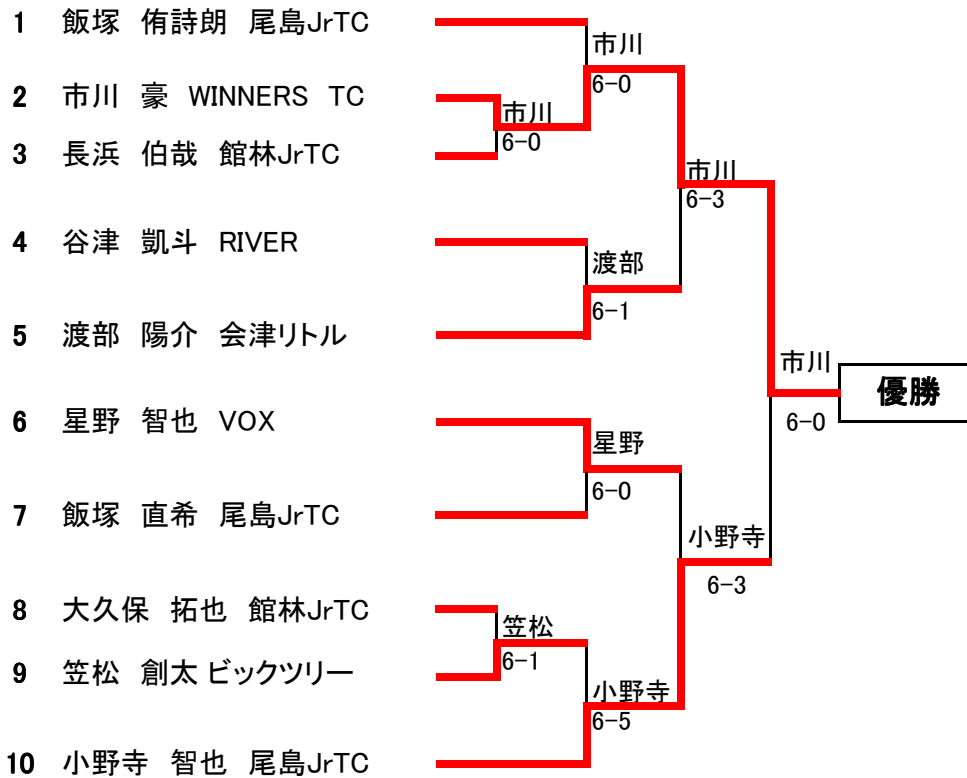 1 飯塚 侑詩朗 尾島JrTC
市川
6-0
2 市川 豪 WINNERS TC
市川
6-0
3 長浜 伯哉 館林JrTC
市川
6-3
4 谷津 凱斗 RIVER
渡部
6-1
5 渡部 陽介 会津リトル
市川
6-0
優勝
6 星野 智也 VOX
星野
6-0
7 飯塚 直希 尾島JrTC
小野寺
6-3
8 大久保 拓也 館林JrTC
笠松
6-1
9 笠松 創太 ビックツリー
小野寺
6-5
10 小野寺 智也 尾島JrTC